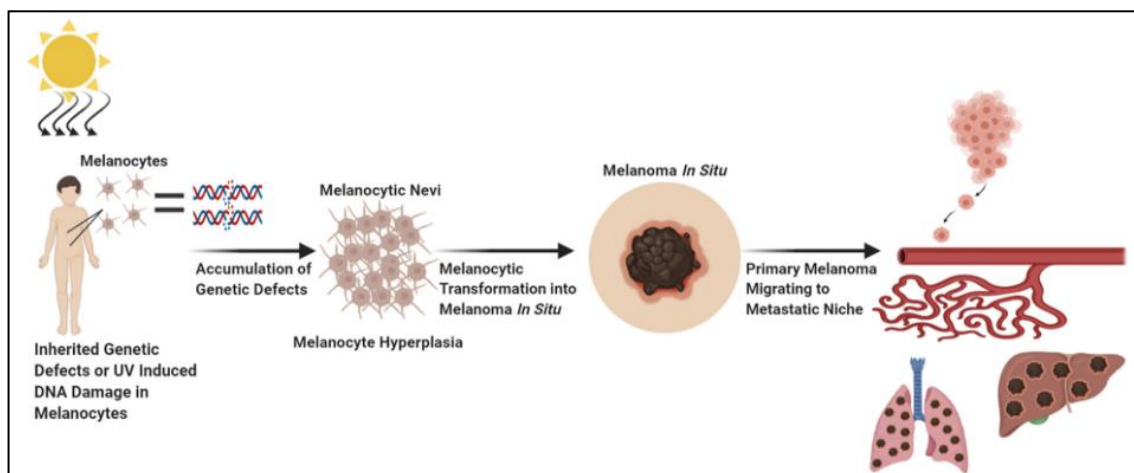 Melanocytes
Inherited Genetic
Defects or UV Induced
DNA Damage in
Melanocytes
Accumulation of
Genetic Defects
Melanocytic Nevi
Melanocyte Hyperplasia
Melanocytic
Transformation into
Melanoma In Situ
Melanoma In Situ
Primary Melanoma
Migrating to
Metastatic Niche